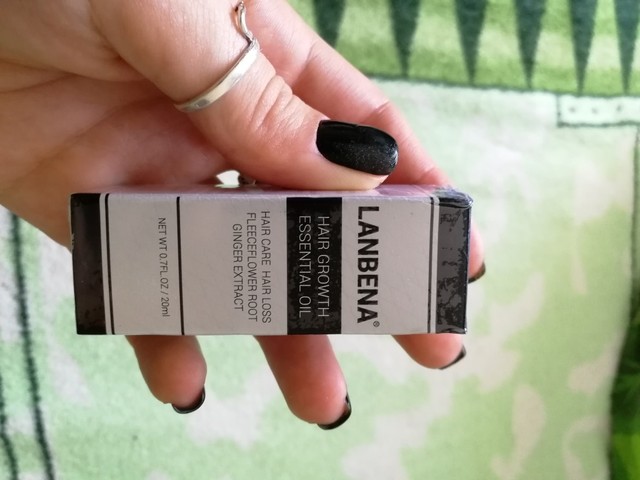 LANBENA®
HAIR GROWTH
ESSENTIAL OIL
HAIR CARE HAIR LOSS
FLEECEFLOWER ROOT
GINGER EXTRACT
NET WT 0.7FL OZ / 20ml